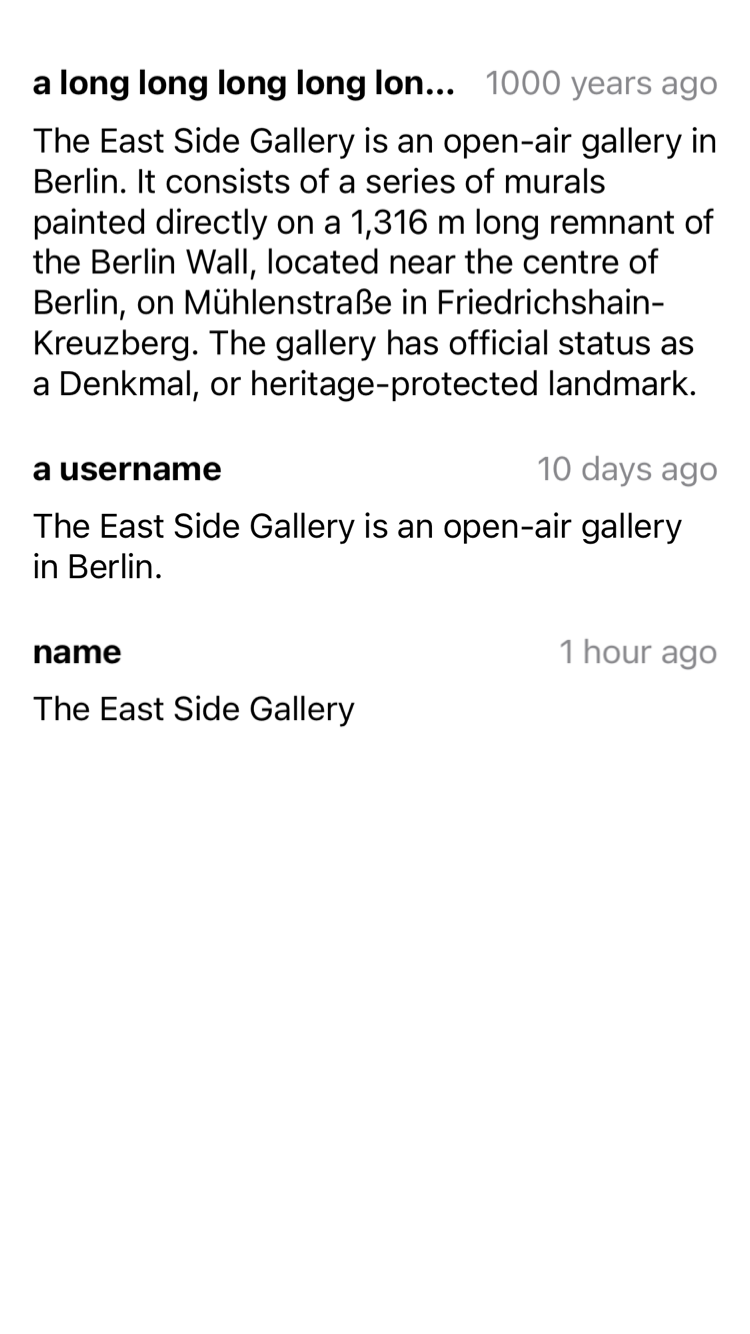 a long long long long lon... 1000 years ago
The East Side Gallery is an open-air gallery in
Berlin. It consists of a series of murals
painted directly on a 1,316 m long remnant of
the Berlin Wall, located near the centre of
Berlin, on Mühlenstraße in Friedrichshain-
Kreuzberg. The gallery has official status as
a Denkmal, or heritage-protected landmark.
a username 10 days ago
The East Side Gallery is an open-air gallery
in Berlin.
name 1 hour ago
The East Side Gallery